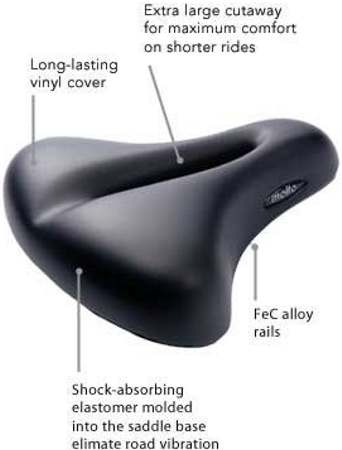 Extra large cutaway
for maximum comfort
on shorter rides
Long-lasting
vinyl cover
molto
FeC alloy
rails
Shock-absorbing
elastomer molded
into the saddle base
elimate road vibration